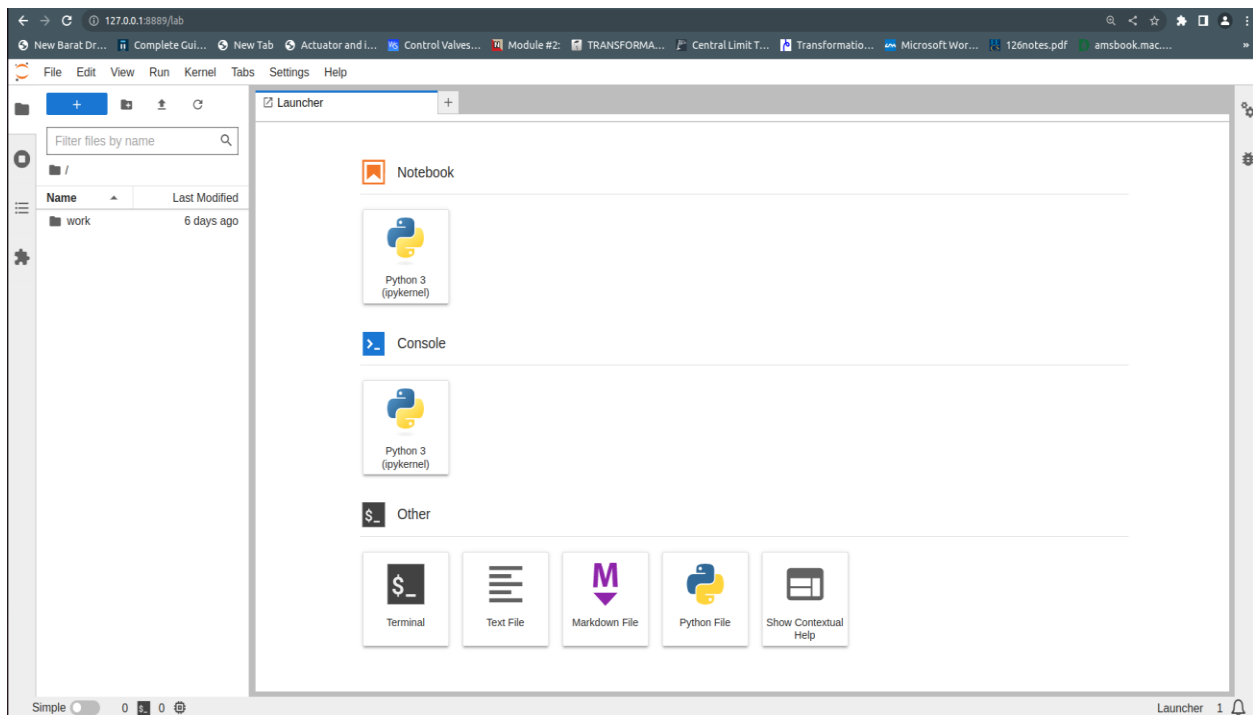 127.0.0.1:8889/lab
New Barat Dr... Complete Gui... New Tab Actuator and i... Control Valves... Module #2: TRANSFORMA... Central Limit T... Transformatio... Microsoft Wor... 126notes.pdf amsbook.mac.... »
File Edit View Run Kernel Tabs Settings Help
+ Launcher +
Filter files by name
/
Name Last Modified
work 6 days ago
Notebook
Python 3
(ipykernel)
Console
Python 3
(ipykernel)
$_ Other
$_
M
Terminal Text File Markdown File Python File Show Contextual
Help
Simple 0 $_ 0 Launcher 1